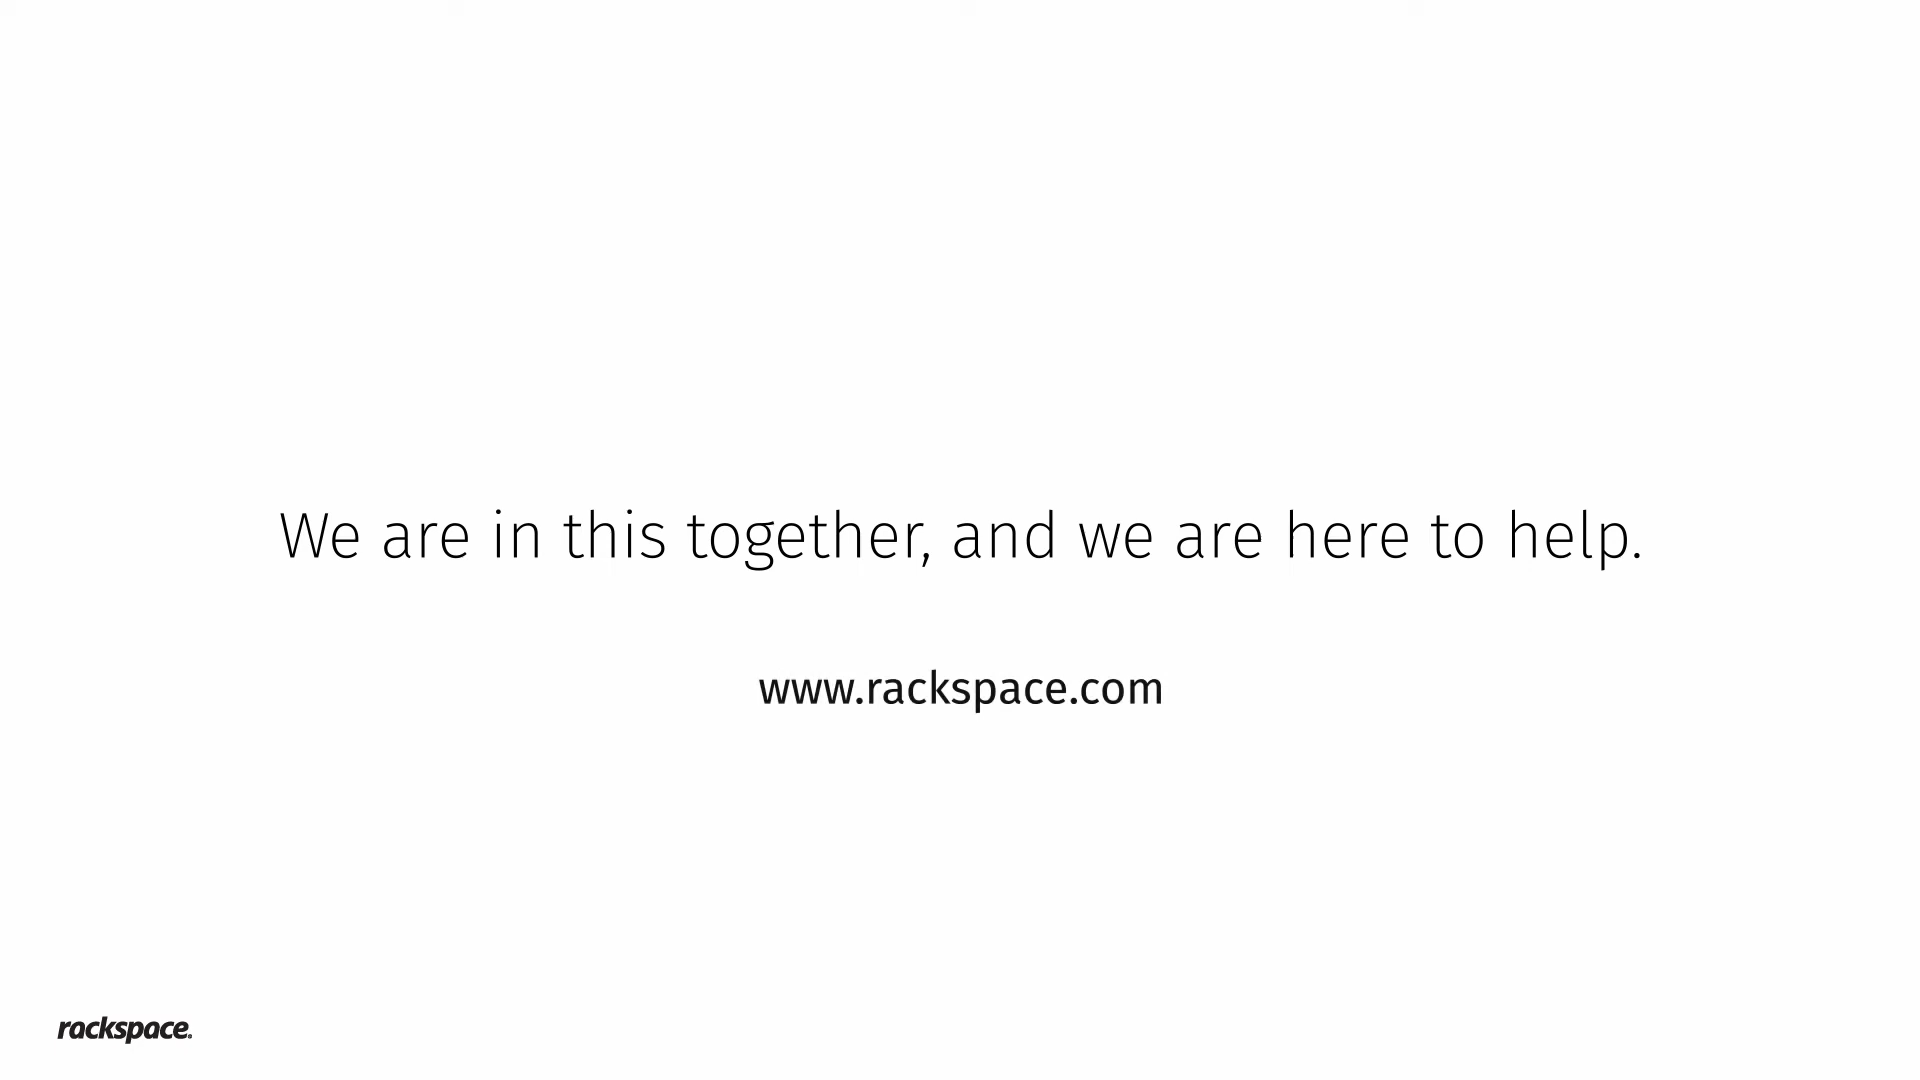 We are in this together, and we are here to help.
www.rackspace.com
rackspace.